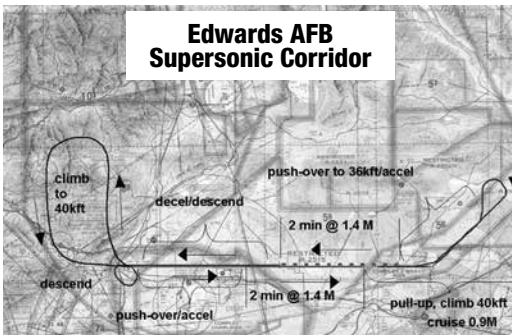 Edwards AFB
Supersonic Corridor
push-over to 36kft/accel
climb
to
40kft
decel/descend
2 min @ 1.4 M
descend
2 min @ 1.4 M
push-over/accel
pull-up, climb 40kft
cruise 0.9M